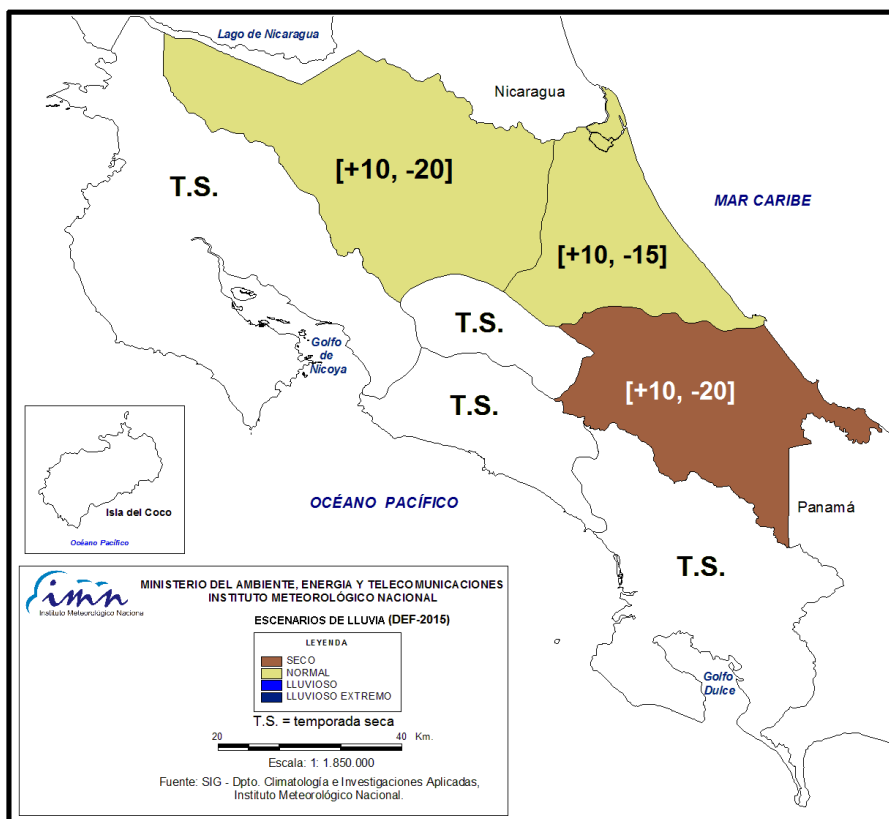 Lago de Nicaragua
Nicaragua
[+10, -20]
T.S.
MAR CARIBE
[+10, -15]
T.S.
Golfo
de
Nicoya
[+10, -20]
T.S.
OCÉANO PACÍFICO
Isla del Coco
Océano Pacífico
Panamá
T.S.
Golfo
Dulce
imn
Instituto Meteorológico Nacional
MINISTERIO DEL AMBIENTE, ENERGIA Y TELECOMUNICACIONES
INSTITUTO METEOROLÓGICO NACIONAL
ESCENARIOS DE LLUVIA (DEF-2015)
LEYENDA
SECO
NORMAL
LLUVIOSO
LLUVIOSO EXTREMO
T.S. = temporada seca
20 40 Km.
Escala: 1: 1.850.000
Fuente: SIG - Dpto. Climatología e Investigaciones Aplicadas,
Instituto Meteorológico Nacional.